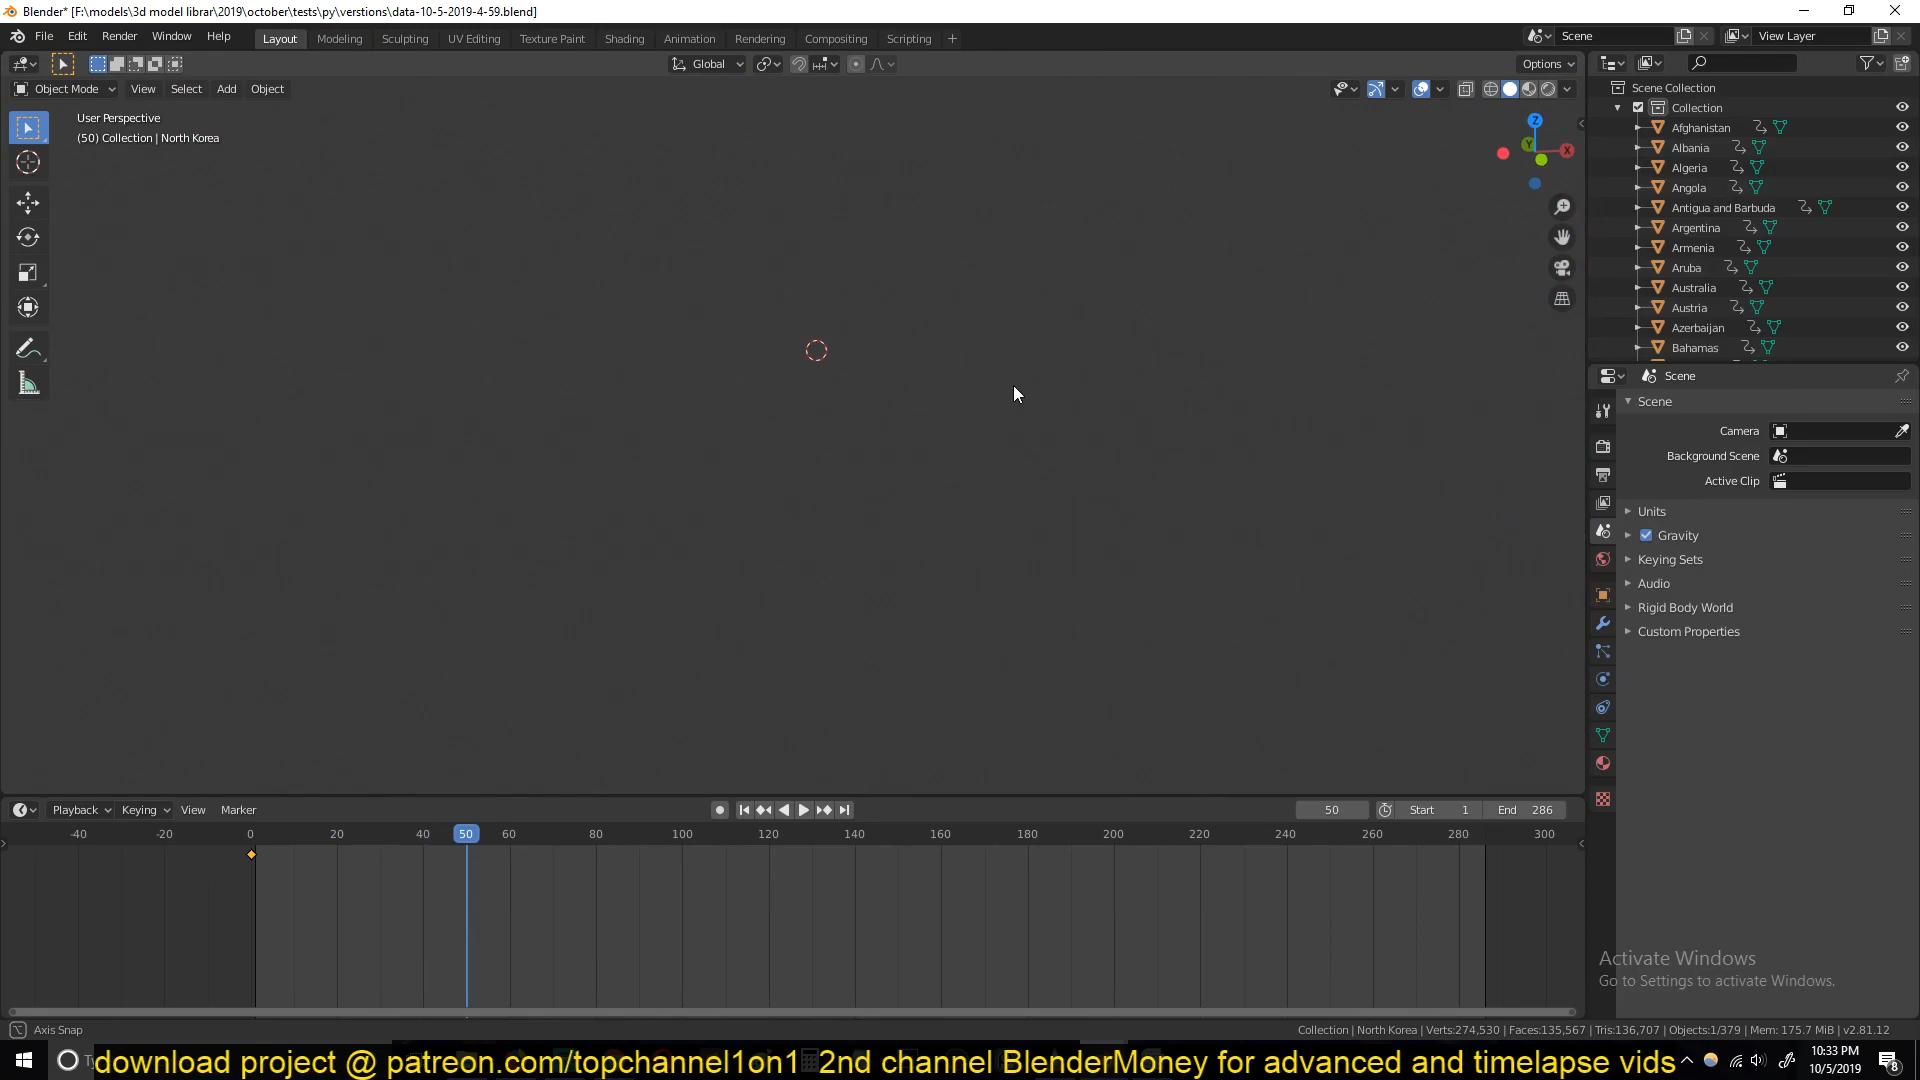 Blender* [F:\models\3d model librar\2019\october\tests\py\verstions\data-10-5-2019-4-59.blend]
File Edit Render Window Help Layout Modeling Sculpting UV Editing Texture Paint Shading Animation Rendering Compositing Scripting + Scene View Layer
Global Options
Object Mode View Select Add Object
User Perspective
(50) Collection | North Korea
Z
Y
X
Scene Collection
Collection
Afghanistan
Albania
Algeria
Angola
Antigua and Barbuda
Argentina
Armenia
Aruba
Australia
Austria
Azerbaijan
Bahamas
Scene
Scene
Camera
Background Scene
Active Clip
Units
Gravity
Keying Sets
Audio
Rigid Body World
Custom Properties
Playback Keying View Marker 50 Start 1 End 286
-40 -20 0 20 40 50 60 80 100 120 140 160 180 200 220 240 260 280 300
Activate Windows
Go to Settings to activate Windows.
Axis Snap Collection | North Korea | Verts:274,530 | Faces:135,567 | Tris:136,707 | Objects:1/379 | Mem: 175.7 MiB | v2.81.12
download project @ patreon.com/topchannel1on1 2nd channel BlenderMoney for advanced and timelapse vids
10:33 PM
10/5/2019
8